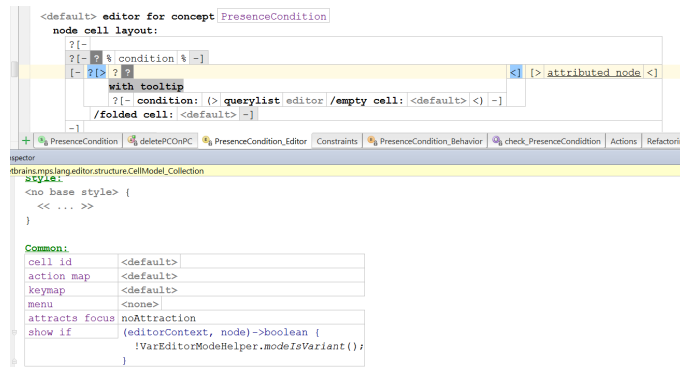 <default> editor for concept PresenceCondition
node cell layout:
?[-
?[- ? % condition % -]
[- ?[> ? ? <] [> attributed node <]
with tooltip
?[- condition: (> querylist editor /empty cell: <default> <) -]
/folded cell: <default> -]
-]
PresenceCondition deletePCOnPC PresenceCondition_Editor Constraints PresenceCondition_Behavior check_PresenceCondidtion Actions Refactorin
nspector
etbrains.mps.lang.editor.structure.CellModel_Collection
Style:
<no base style> {
<< ... >>
}
Common:
cell id <default>
action map <default>
keymap <default>
menu <none>
attracts focus noAttraction
show if (editorContext, node)->boolean {
!VarEditorModeHelper.modeIsVariant();
}